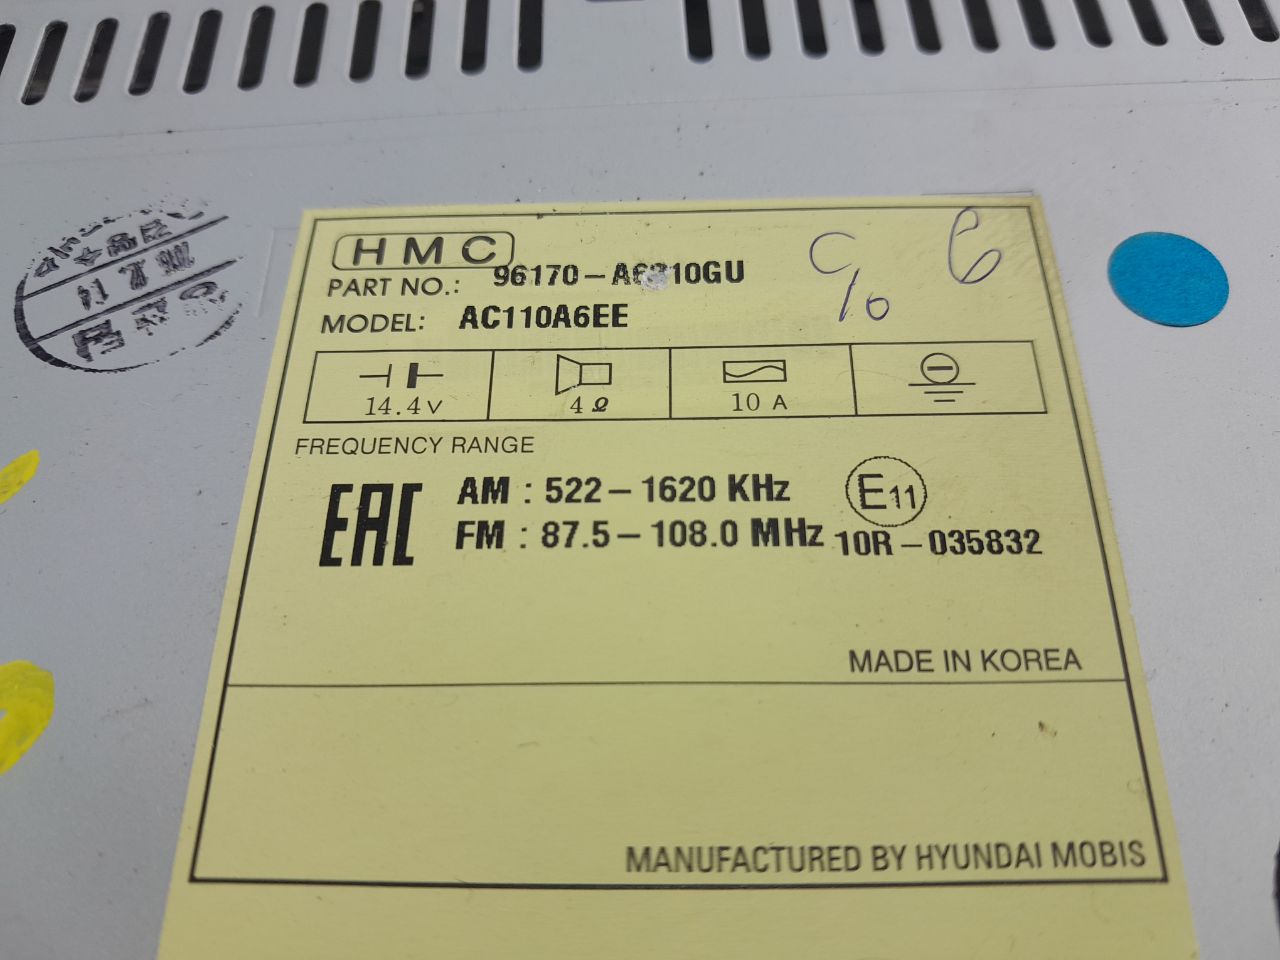 HMC
PART NO.: 96170-A6210GU
MODEL: AC110A6EE
14.4V 4Ω 10 A
FREQUENCY RANGE
EAC
AM : 522-1620 KHz
FM : 87.5-108.0 MHz
E11
10R-035832
MADE IN KOREA
MANUFACTURED BY HYUNDAI MOBIS